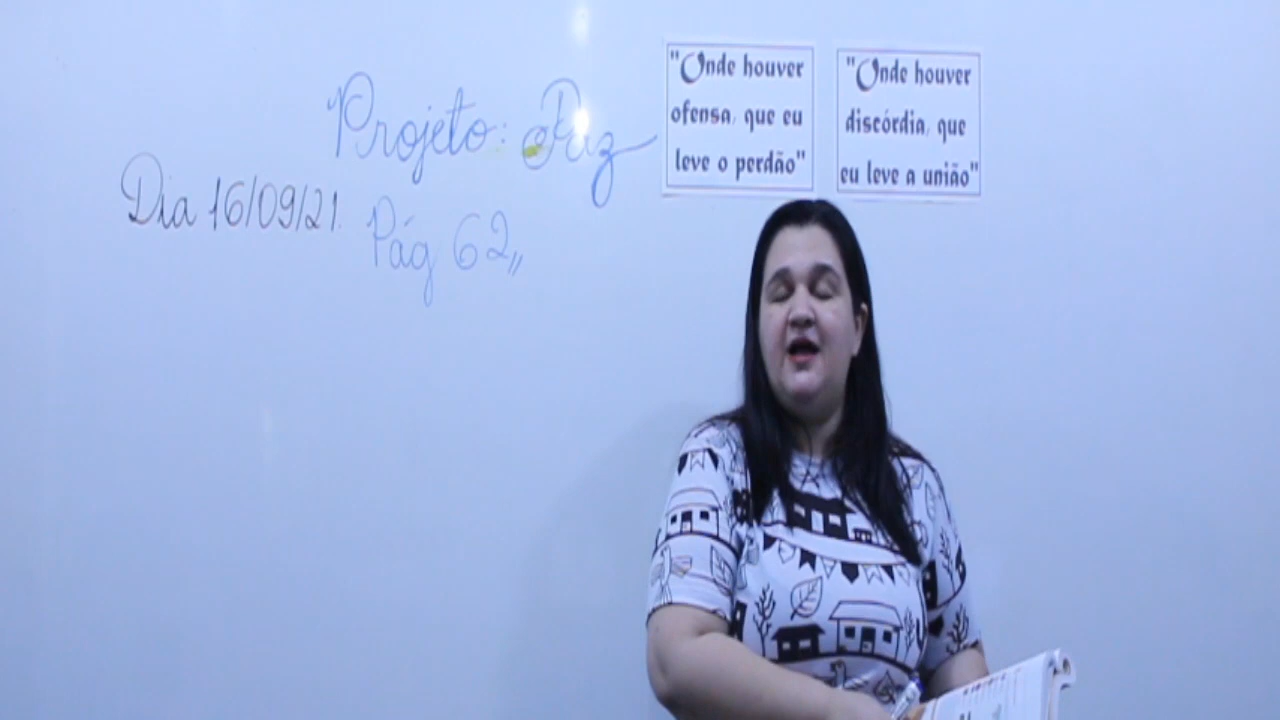 Projeto: Paz
Dia 16/09/21.
Pág 62,,
"Onde houver
ofensa, que eu
leve o perdão"
"Onde houver
discórdia, que
eu leve a união"